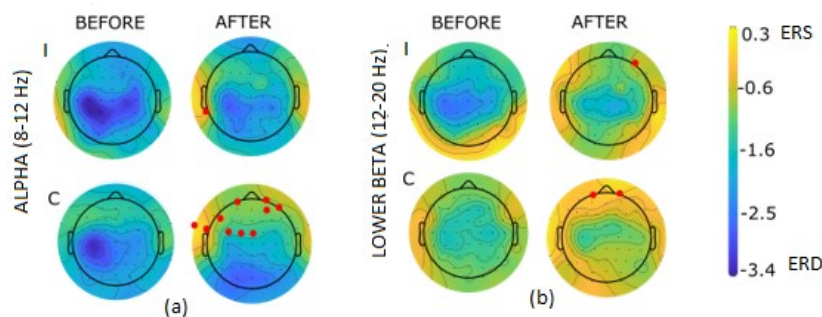 BEFORE AFTER BEFORE AFTER
I I
ALPHA (8-12 Hz)
C
(a)
LOWER BETA (12-20 Hz)
C
(b)
0.3 ERS
-0.6
-1.6
-2.5
-3.4
ERD